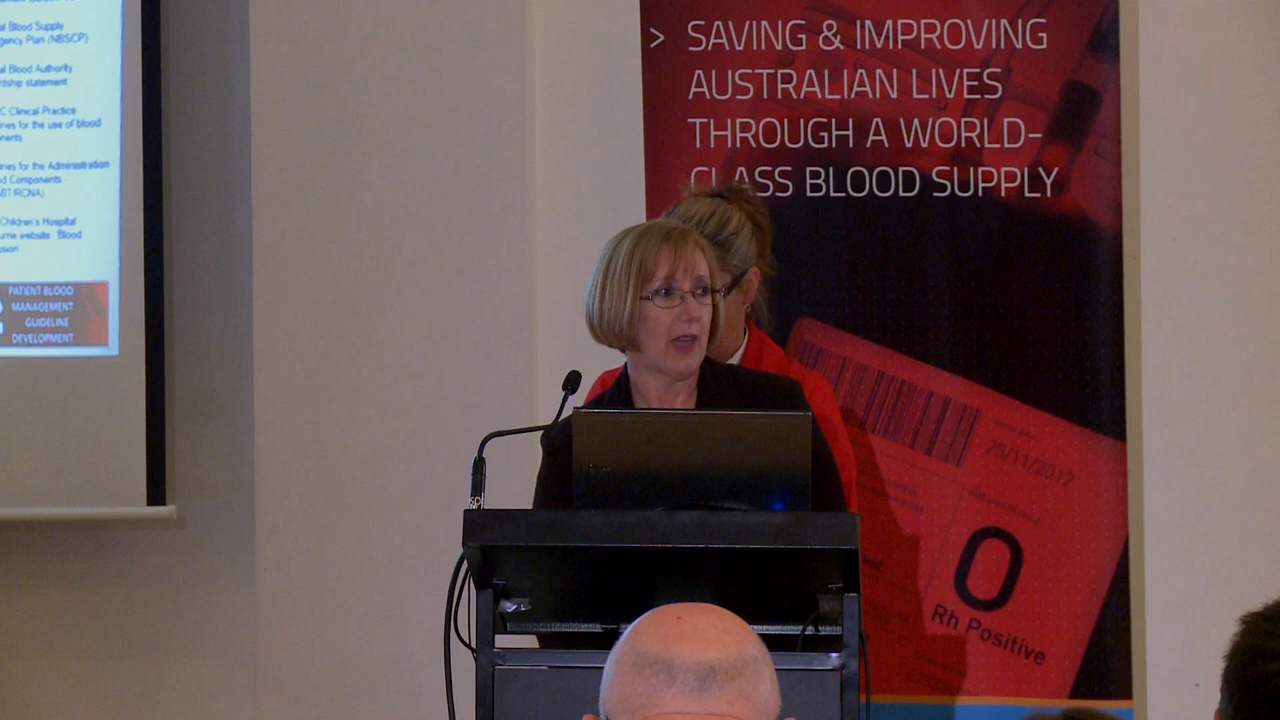 al Blood Supply
gency Plan (NBSCP)
al Blood Authority
rdship statement
C Clinical Practice
ines for the use of blood
nents
ines for the Administration
d Components -
Children's Hospital
urne website 'Blood
PATIENT BLOOD
MANAGEMENT
GUIDELINE
DEVELOPMENT
> SAVING & IMPROVING
AUSTRALIAN LIVES
THROUGH A WORLD-
CLASS BLOOD SUPPLY
25/11/2012
O
Rh Positive